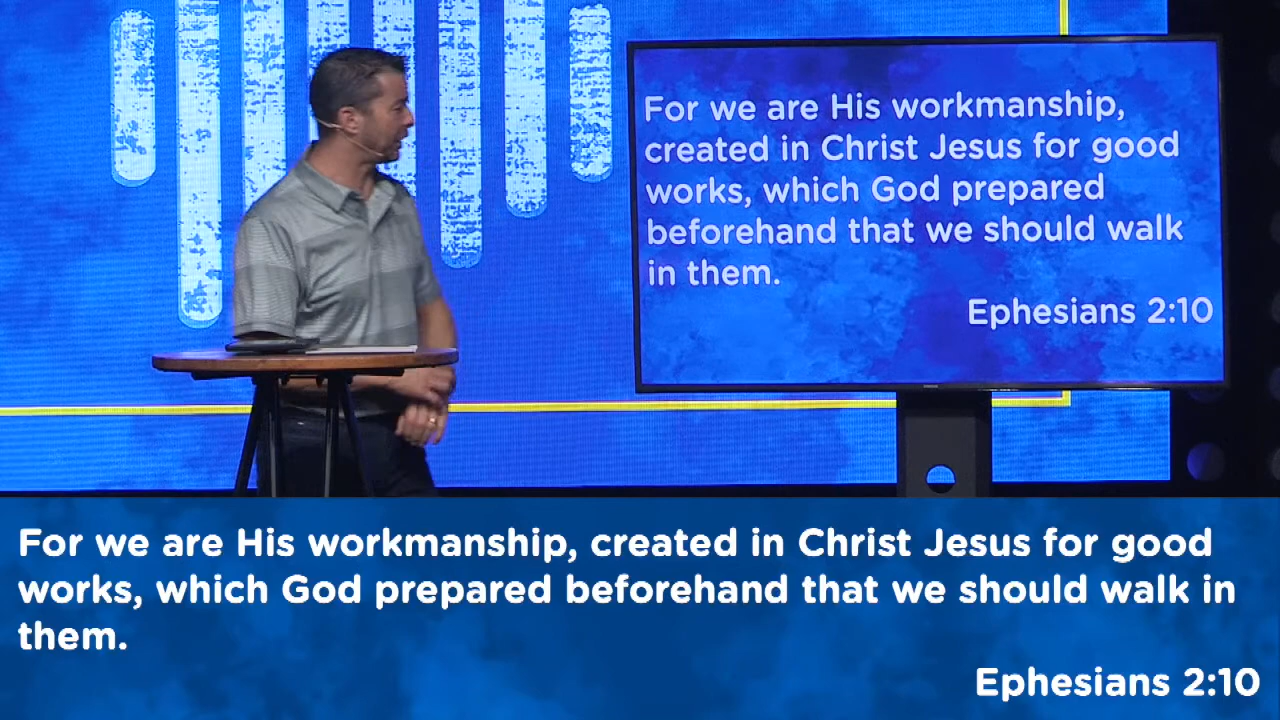 For we are His workmanship,
created in Christ Jesus for good
works, which God prepared
beforehand that we should walk
in them.
Ephesians 2:10
For we are His workmanship, created in Christ Jesus for good
works, which God prepared beforehand that we should walk in
them.
Ephesians 2:10